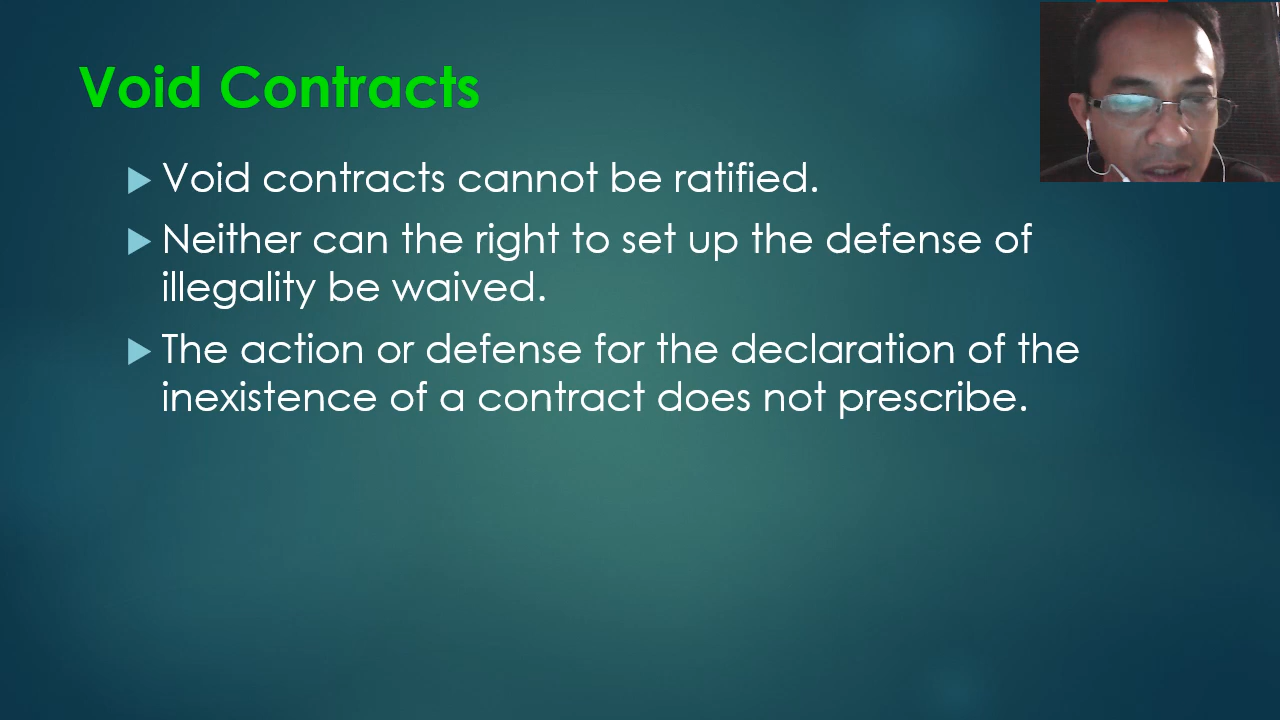 Void Contracts
Void contracts cannot be ratified.
Neither can the right to set up the defense of
illegality be waived.
The action or defense for the declaration of the
inexistence of a contract does not prescribe.